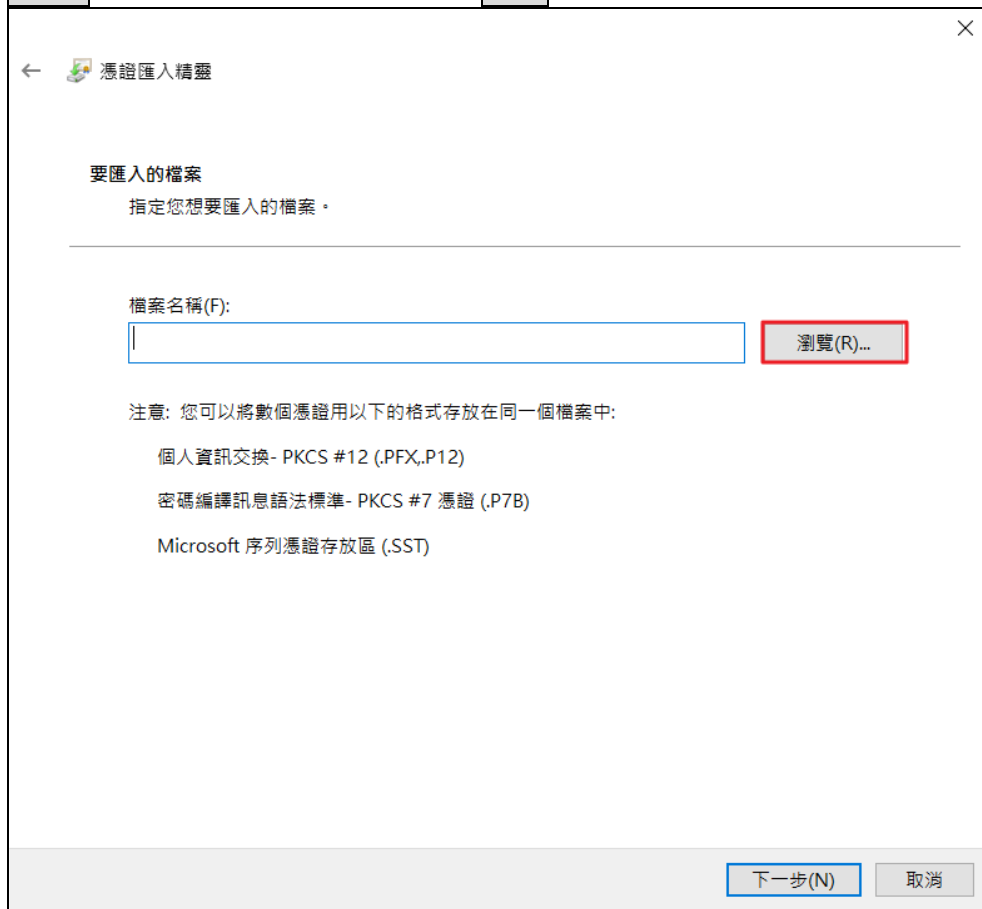 憑證匯入精靈
要匯入的檔案
指定您想要匯入的檔案。
檔案名稱(F):
瀏覽(R)...
注意: 您可以將數個憑證用以下的格式存放在同一個檔案中:
個人資訊交換- PKCS #12 (.PFX,.P12)
密碼編譯訊息語法標準- PKCS #7 憑證 (.P7B)
Microsoft 序列憑證存放區 (.SST)
下一步(N)
取消